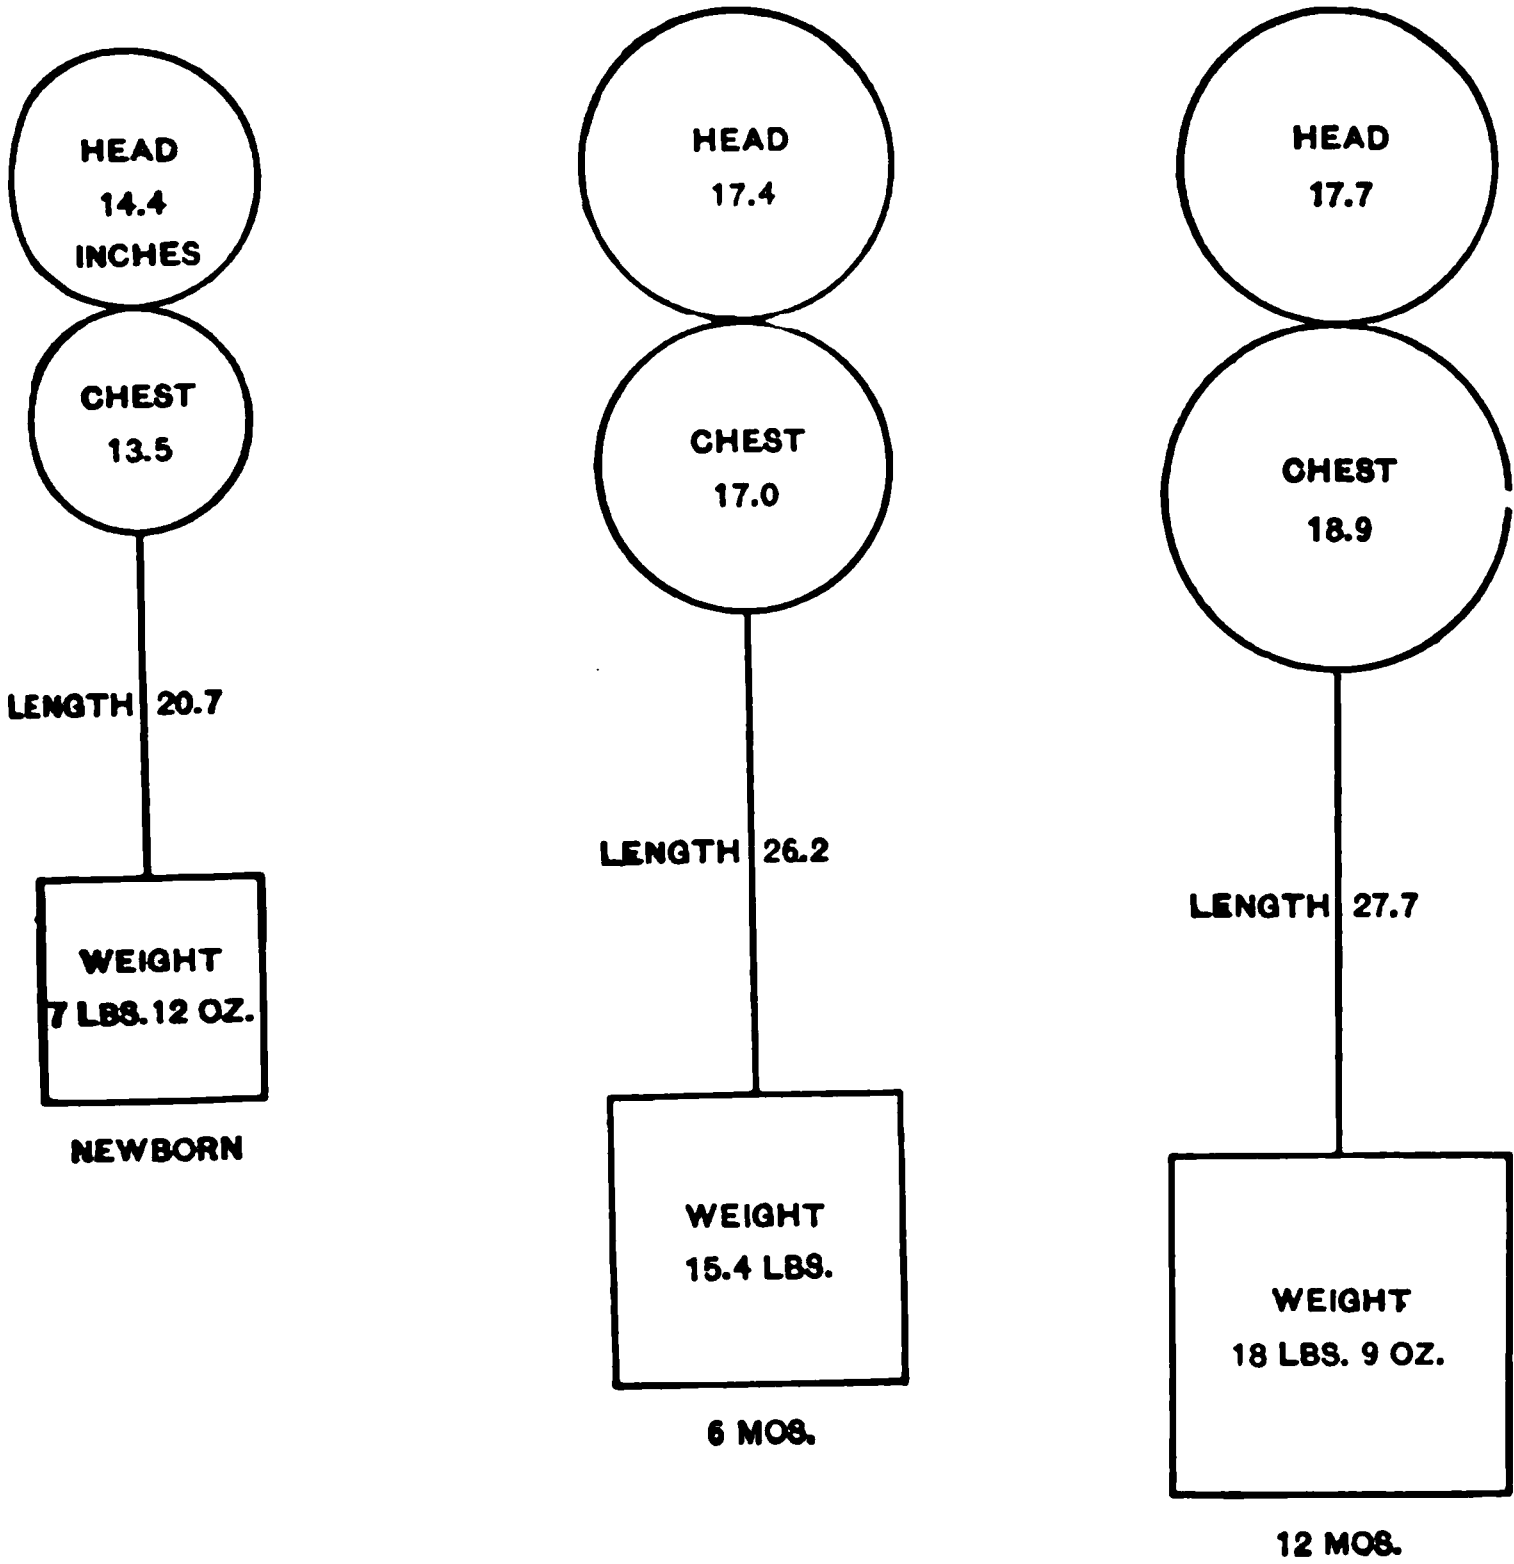 HEAD
14.4
INCHES
CHEST
13.5
LENGTH 20.7
WEIGHT
7 LBS. 12 OZ.
NEWBORN
HEAD
17.4
CHEST
17.0
LENGTH 26.2
WEIGHT
15.4 LBS.
6 MOS.
HEAD
17.7
CHEST
18.9
LENGTH 27.7
WEIGHT
18 LBS. 9 OZ.
12 MOS.